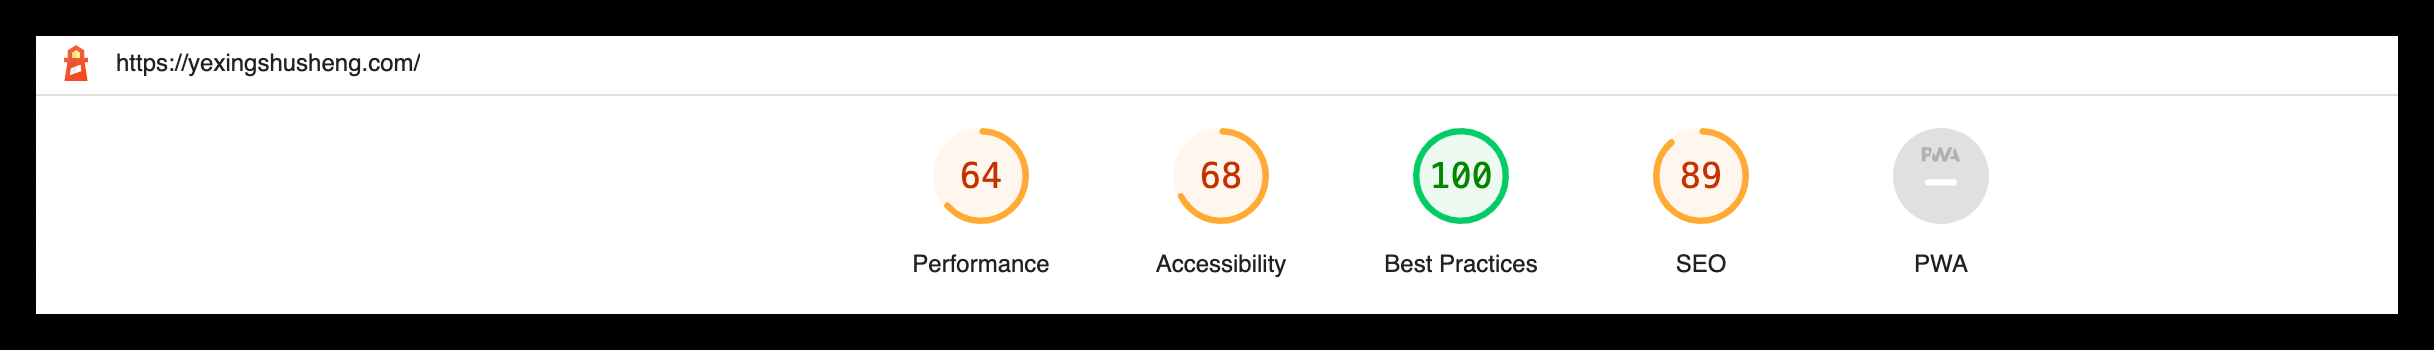 https://yexingshusheng.com/
64 68 100 89 PWA
Performance Accessibility Best Practices SEO PWA